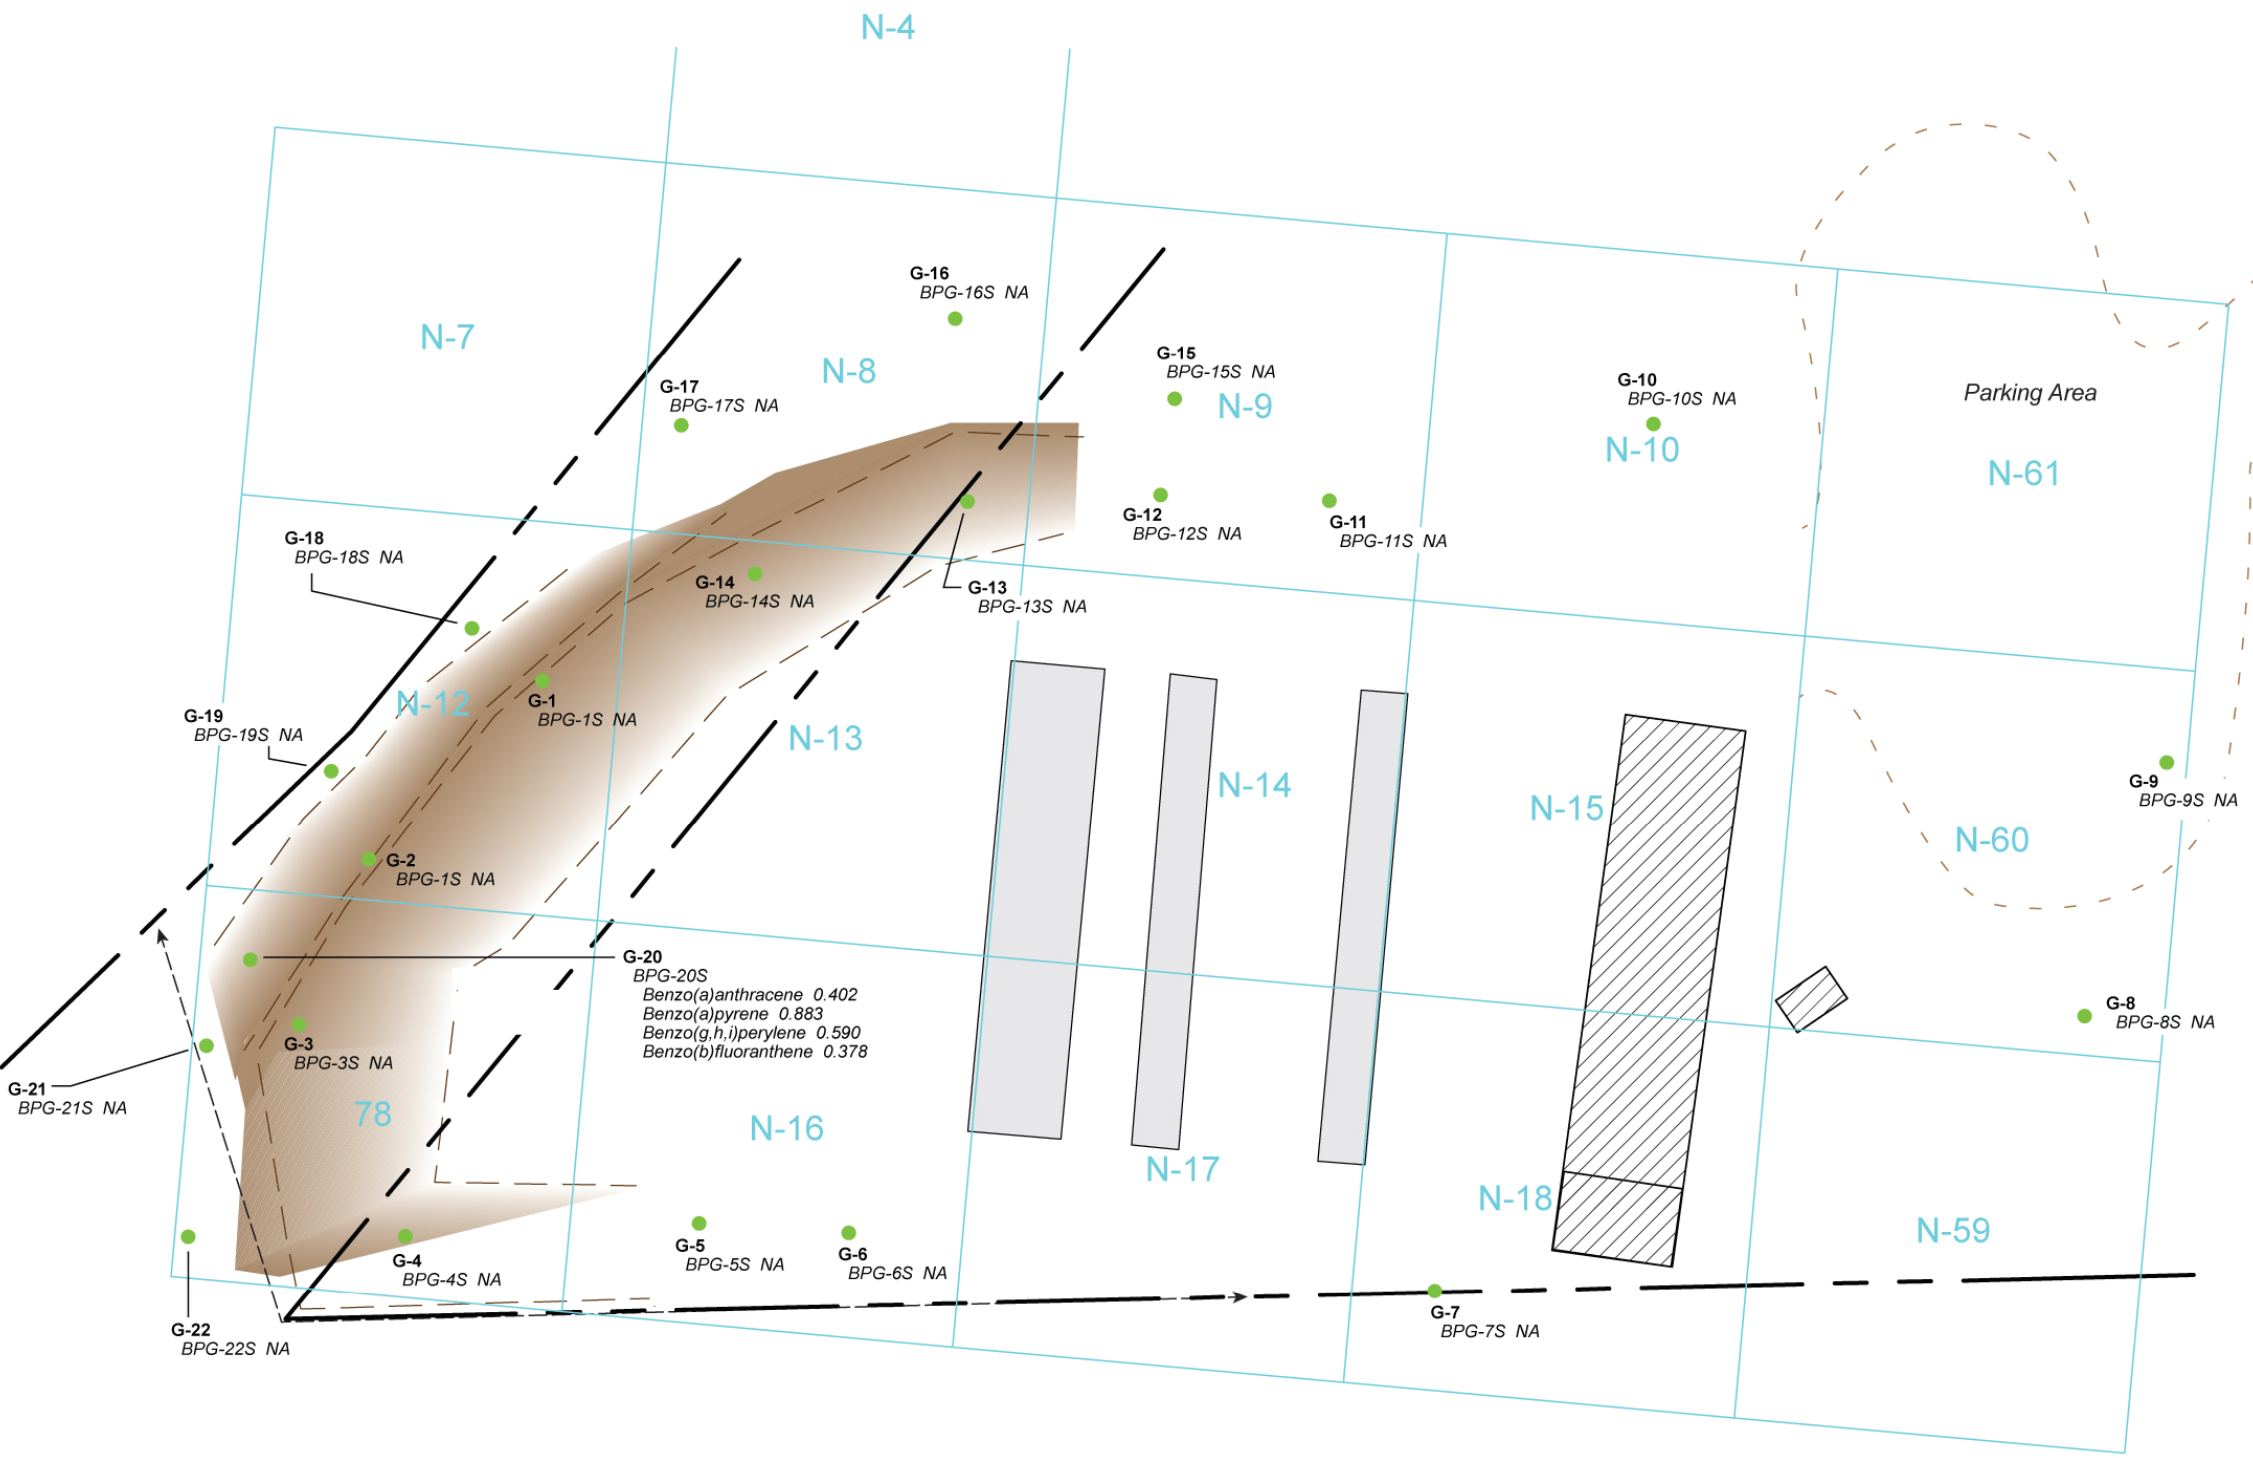 N-4
G-16
BPG-16S NA
N-7
N-8
G-17
BPG-17S NA
G-15
BPG-15S NA
N-9
G-10
BPG-10S NA
N-10
Parking Area
N-61
G-12
BPG-12S NA
G-11
BPG-11S NA
G-18
BPG-18S NA
G-14
BPG-14S NA
G-13
BPG-13S NA
N-12
G-1
BPG-1S NA
G-19
BPG-19S NA
N-13
N-14
N-15
G-9
BPG-9S NA
N-60
G-2
BPG-1S NA
G-20
BPG-20S
Benzo(a)anthracene 0.402
Benzo(a)pyrene 0.883
Benzo(g,h,i)perylene 0.590
Benzo(b)fluoranthene 0.378
G-8
BPG-8S NA
G-3
BPG-3S NA
G-21
BPG-21S NA
78
N-16
N-17
N-18
N-59
G-5
BPG-5S NA
G-6
BPG-6S NA
G-4
BPG-4S NA
G-7
BPG-7S NA
G-22
BPG-22S NA